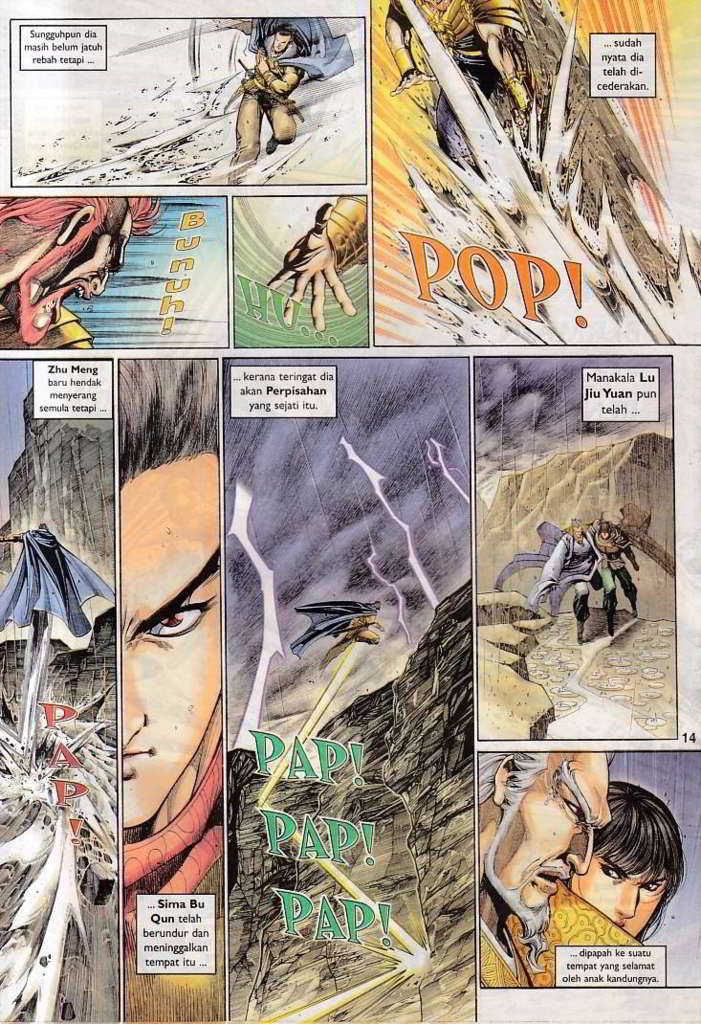 Sungguhpun dia
masih belum jatuh
rebah tetapi ...
... sudah
nyata dia
telah di-
cederakan.
POP!
Bunuh!
HU...
Zhu Meng
baru hendak
menyerang
semula tetapi ...
PAP!
... Sima Bu
Qun telah
berundur dan
meninggalkan
tempat itu ...
... kerana teringat dia
akan Perpisahan
yang sejati itu.
PAP!
PAP!
PAP!
Manakala Lu
Jiu Yuan pun
telah ...
14
... dipapah ke suatu
tempat yang selamat
oleh anak kandungnya.